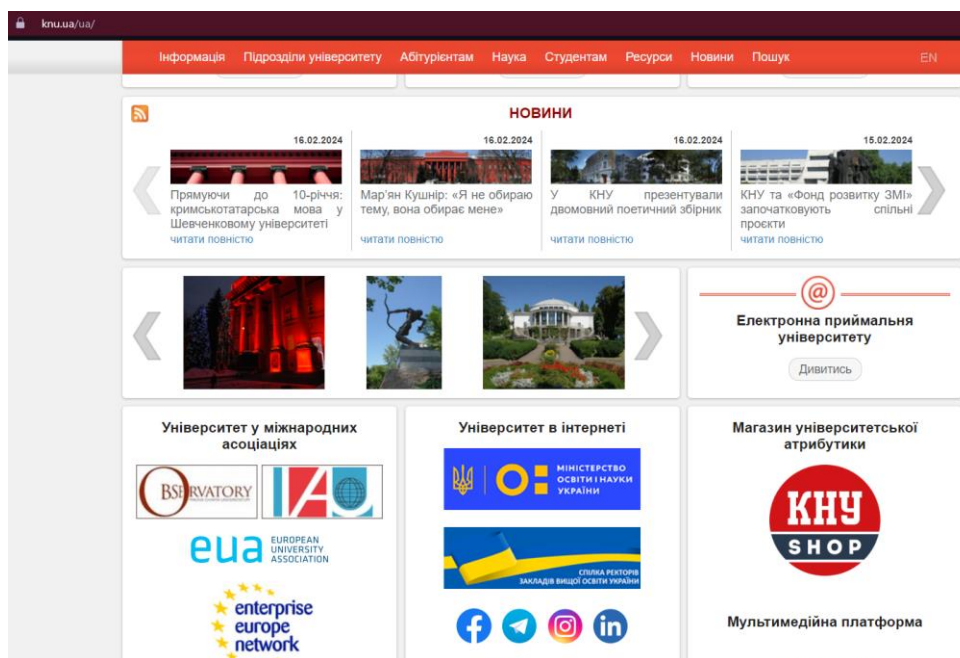 knu.ua/ua/
Інформація Підрозділи університету Абітурієнтам Наука Студентам Ресурси Новини Пошук EN
НОВИНИ
16.02.2024
Прямуючи до 10-річчя:
кримськотатарська мова у
Шевченковому університеті
читати повністю
16.02.2024
Мар'ян Кушнір: «Я не обираю
тему, вона обирає мене»
читати повністю
16.02.2024
У КНУ презентували
двомовний поетичний збірник
читати повністю
15.02.2024
КНУ та «Фонд розвитку ЗМІ»
започатковують спільні
проєкти
читати повністю
@
Електронна приймальня
університету
Дивитись
Університет у міжнародних
асоціаціях
OBSERVATORY
IAU
eua EUROPEAN
UNIVERSITY
ASSOCIATION
enterprise
europe
network
Університет в інтернеті
МІНІСТЕРСТВО
ОСВІТИ І НАУКИ
УКРАЇНИ
СПІЛКА РЕКТОРІВ
ЗАКЛАДІВ ВИЩОЇ ОСВІТИ УКРАЇНИ
f
in
Магазин університетської
атрибутики
КНУ
SHOP
Мультимедійна платформа